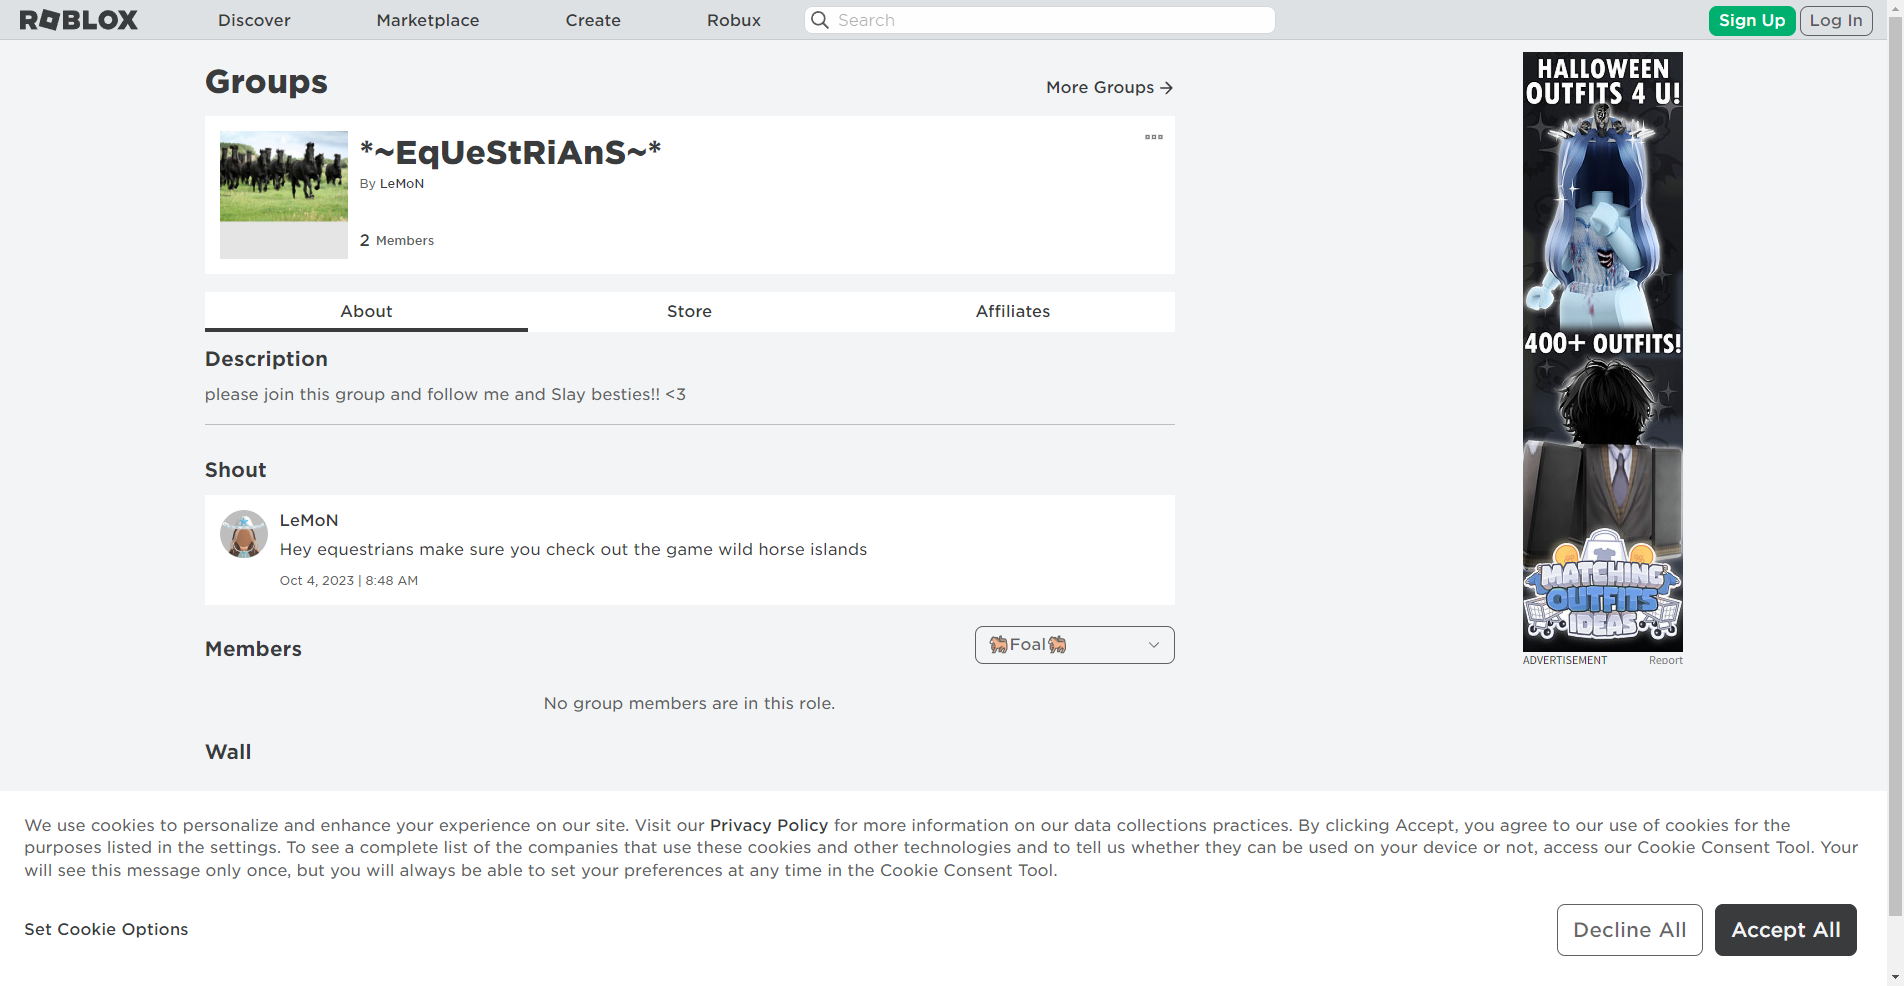 ROBLOX
Discover
Marketplace
Create
Robux
Search
Sign Up
Log In
Groups
More Groups →
*~EqUeStRiAnS~*
By LeMoN
2 Members
About
Store
Affiliates
Description
please join this group and follow me and Slay besties!! <3
Shout
LeMoN
Hey equestrians make sure you check out the game wild horse islands
Oct 4, 2023 | 8:48 AM
Members
🐎Foal🐎
No group members are in this role.
Wall
HALLOWEEN
OUTFITS 4 U!
400+ OUTFITS!
MATCHING
OUTFITS
IDEAS
ADVERTISEMENT
Report
We use cookies to personalize and enhance your experience on our site. Visit our Privacy Policy for more information on our data collections practices. By clicking Accept, you agree to our use of cookies for the
purposes listed in the settings. To see a complete list of the companies that use these cookies and other technologies and to tell us whether they can be used on your device or not, access our Cookie Consent Tool. Your
will see this message only once, but you will always be able to set your preferences at any time in the Cookie Consent Tool.
Set Cookie Options
Decline All
Accept All